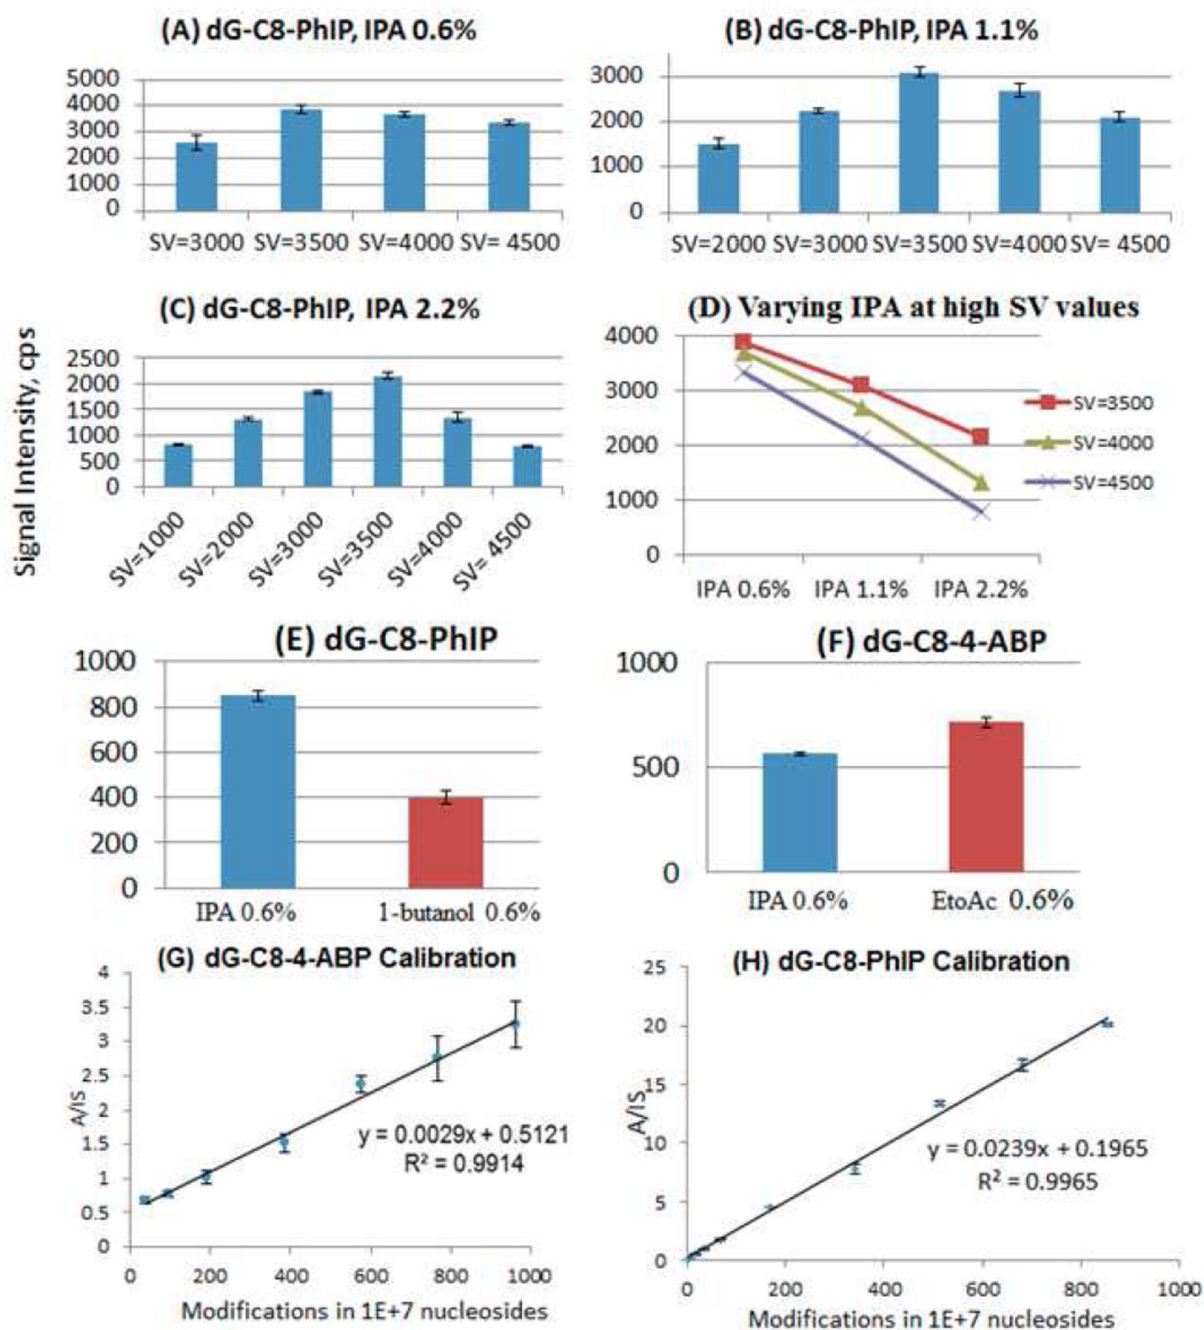 (A) dG-C8-PhIP, IPA 0.6%
5000
4000
3000
2000
1000
0
SV=3000 SV=3500 SV=4000 SV= 4500
(B) dG-C8-PhIP, IPA 1.1%
3000
2000
1000
0
SV=2000 SV=3000 SV=3500 SV=4000 SV= 4500
Signal Intensity, cps
(C) dG-C8-PhIP, IPA 2.2%
2500
2000
1500
1000
500
0
SV=1000 SV=2000 SV=3000 SV=3500 SV=4000 SV= 4500
(D) Varying IPA at high SV values
4000
3000
2000
1000
0
IPA 0.6% IPA 1.1% IPA 2.2%
SV=3500
SV=4000
SV=4500
(E) dG-C8-PhIP
1000
800
600
400
200
0
IPA 0.6% 1-butanol 0.6%
(F) dG-C8-4-ABP
1000
500
0
IPA 0.6% EtoAc 0.6%
(G) dG-C8-4-ABP Calibration
4
3.5
3
2.5
2
1.5
1
0.5
0
A/IS
y = 0.0029x + 0.5121
R² = 0.9914
0 200 400 600 800 1000
Modifications in 1E+7 nucleosides
(H) dG-C8-PhIP Calibration
25
20
15
10
5
0
A/IS
y = 0.0239x + 0.1965
R² = 0.9965
0 200 400 600 800 1000
Modifications in 1E+7 nucleosides